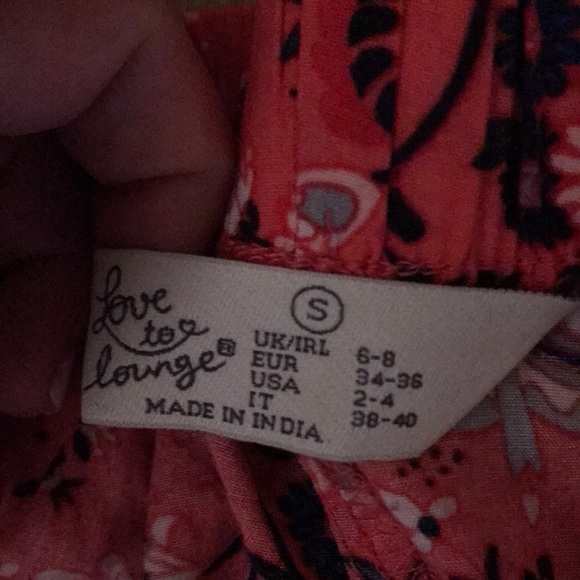 Love
to
lounge®
S
UK/IRL 6-8
EUR 34-36
USA 2-4
IT 38-40
MADE IN INDIA